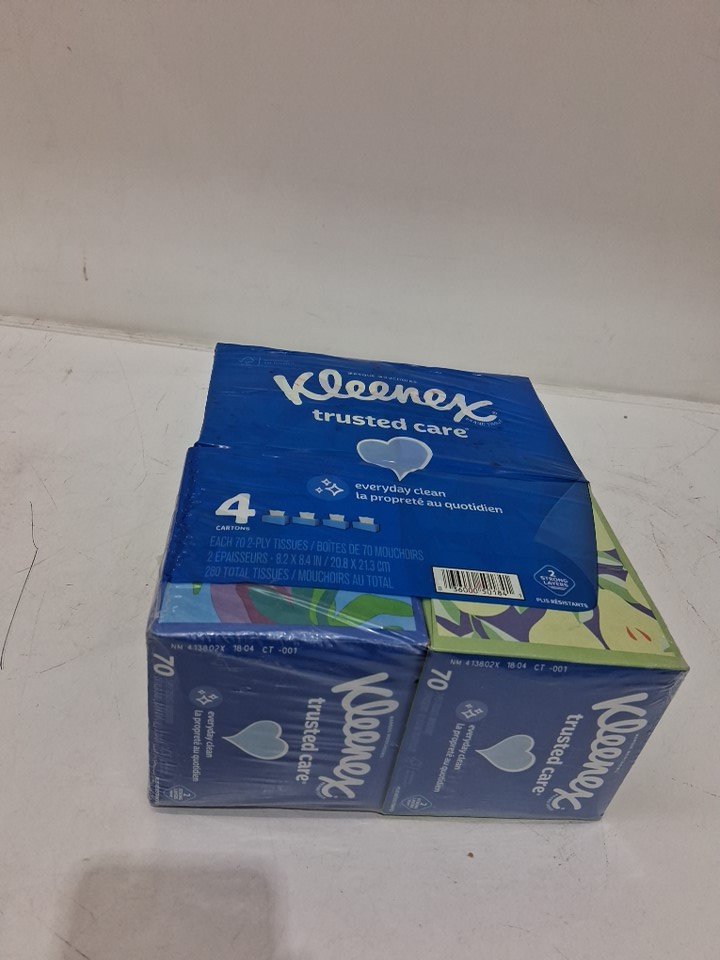 Kleenex
trusted care
everyday clean
la propreté au quotidien
4
CARTONS
EACH 70 2-PLY TISSUES / BOÎTES DE 70 MOUCHOIRS
2 ÉPAISSEURS • 8.2 X 8.4 IN / 20.8 X 21.3 cm
280 TOTAL TISSUES / MOUCHOIRS AU TOTAL
2
STRONG
LAYERS
PLIS RÉSISTANTS
NM 413802X 18:04 CT -001
70
Kleenex
trusted care
everyday clean
la propreté au quotidien
NM 413802X 18:04 CT -001
70
Kleenex
trusted care
everyday clean
la propreté au quotidien